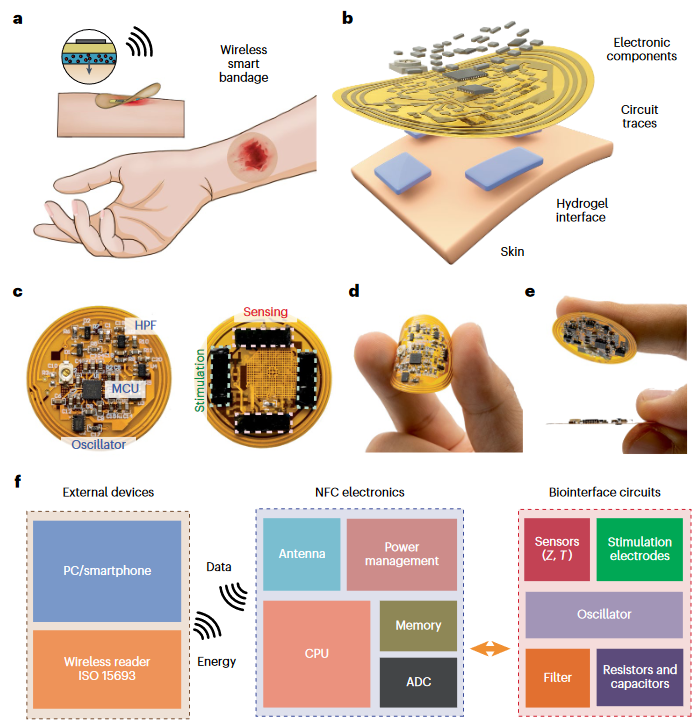 a
Wireless
smart
bandage
b
Electronic
components
Circuit
traces
Hydrogel
interface
Skin
c
HPF
MCU
Oscillator
Sensing
Stimulation
d
e
f
External devices
PC/smartphone
Wireless reader
ISO 15693
Data
Energy
NFC electronics
Antenna
Power
management
CPU
Memory
ADC
Biointerface circuits
Sensors
(Z, T)
Stimulation
electrodes
Oscillator
Filter
Resistors and
capacitors